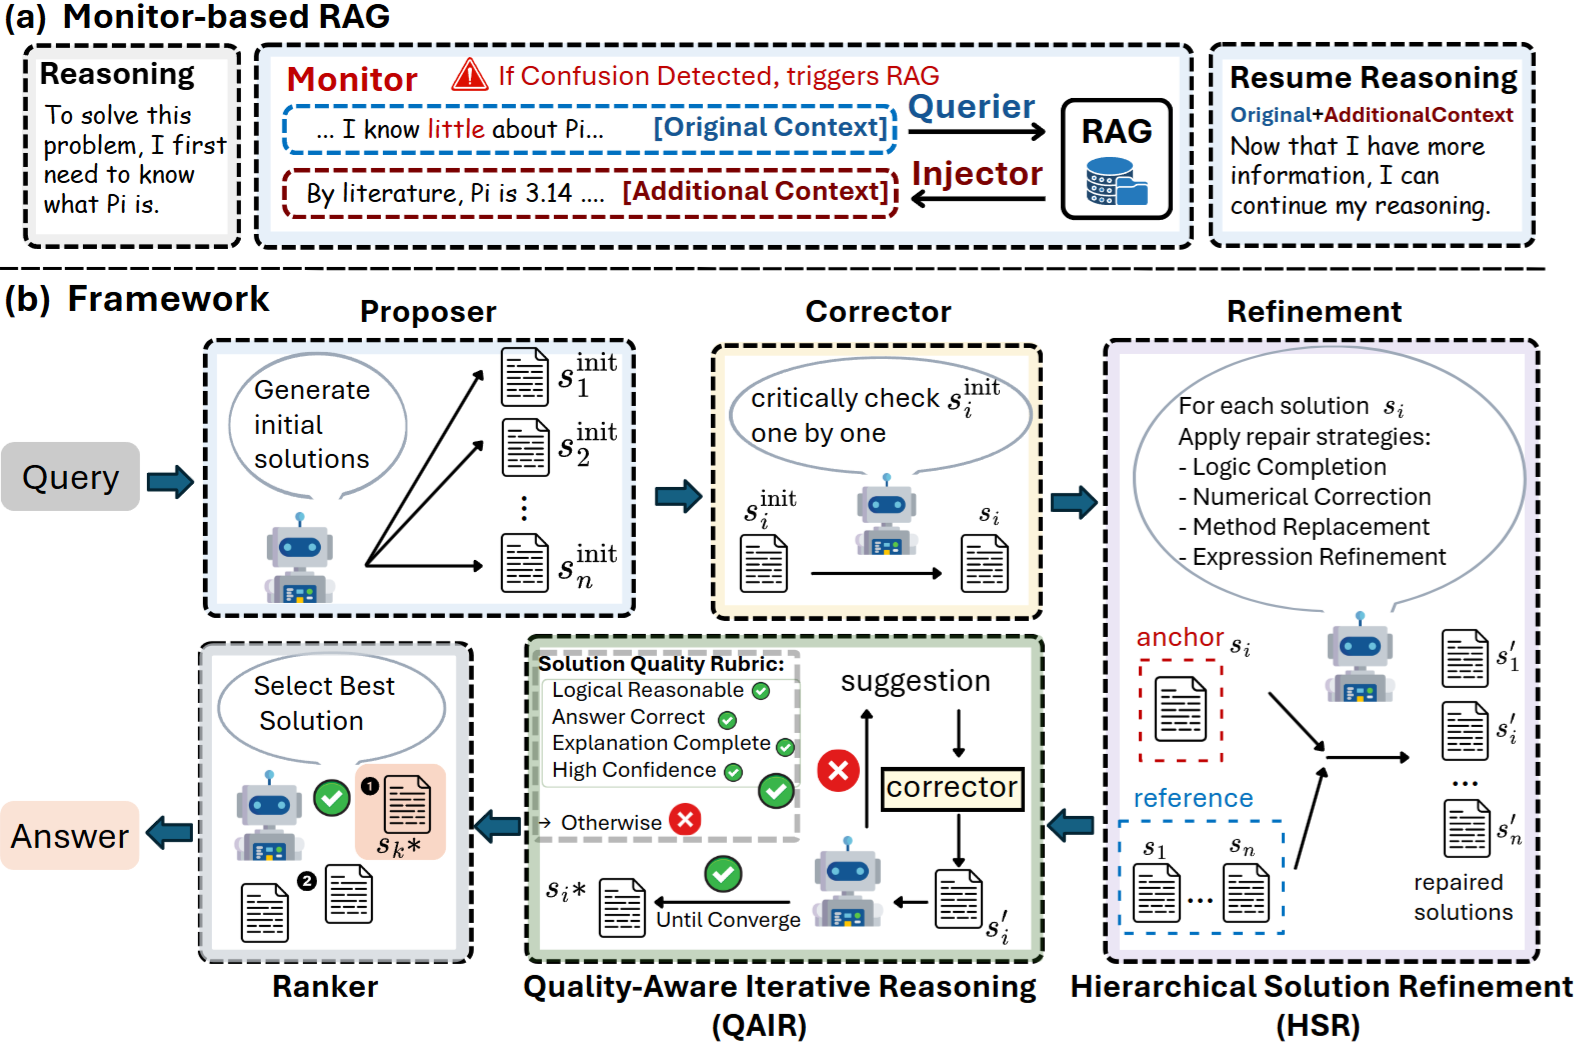 (a) Monitor-based RAG
Reasoning
To solve this
problem, I first
need to know
what Pi is.
Monitor
If Confusion Detected, triggers RAG
... I know little about Pi...
[Original Context]
By literature, Pi is 3.14 ....
[Additional Context]
Querier
Injector
RAG
Resume Reasoning
Original+AdditionalContext
Now that I have more
information, I can
continue my reasoning.
(b) Framework
Query
Proposer
Generate
initial
solutions
s_1^init
s_2^init
⋮
s_n^init
Corrector
critically check s_i^init
one by one
s_i^init
s_i
Refinement
For each solution s_i
Apply repair strategies:
- Logic Completion
- Numerical Correction
- Method Replacement
- Expression Refinement
anchor s_i
reference
s_1
...
s_n
s'_1
s'_i
...
s'_n
repaired
solutions
Hierarchical Solution Refinement
(HSR)
Solution Quality Rubric:
Logical Reasonable
Answer Correct
Explanation Complete
High Confidence
→ Otherwise
suggestion
corrector
s'_i
Until Converge
s_i*
Quality-Aware Iterative Reasoning
(QAIR)
Select Best
Solution
1
s_k*
2
Ranker
Answer